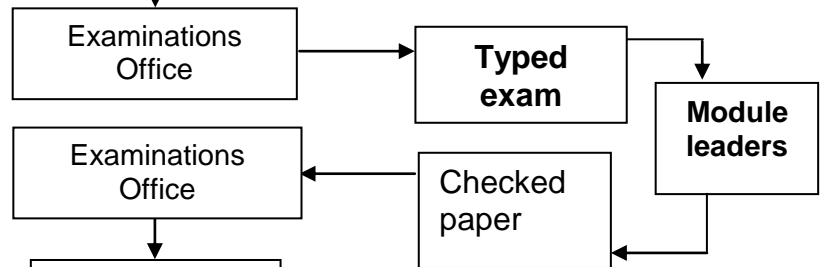 Examinations
Office
Typed
exam
Module
leaders
Checked
paper
Examinations
Office